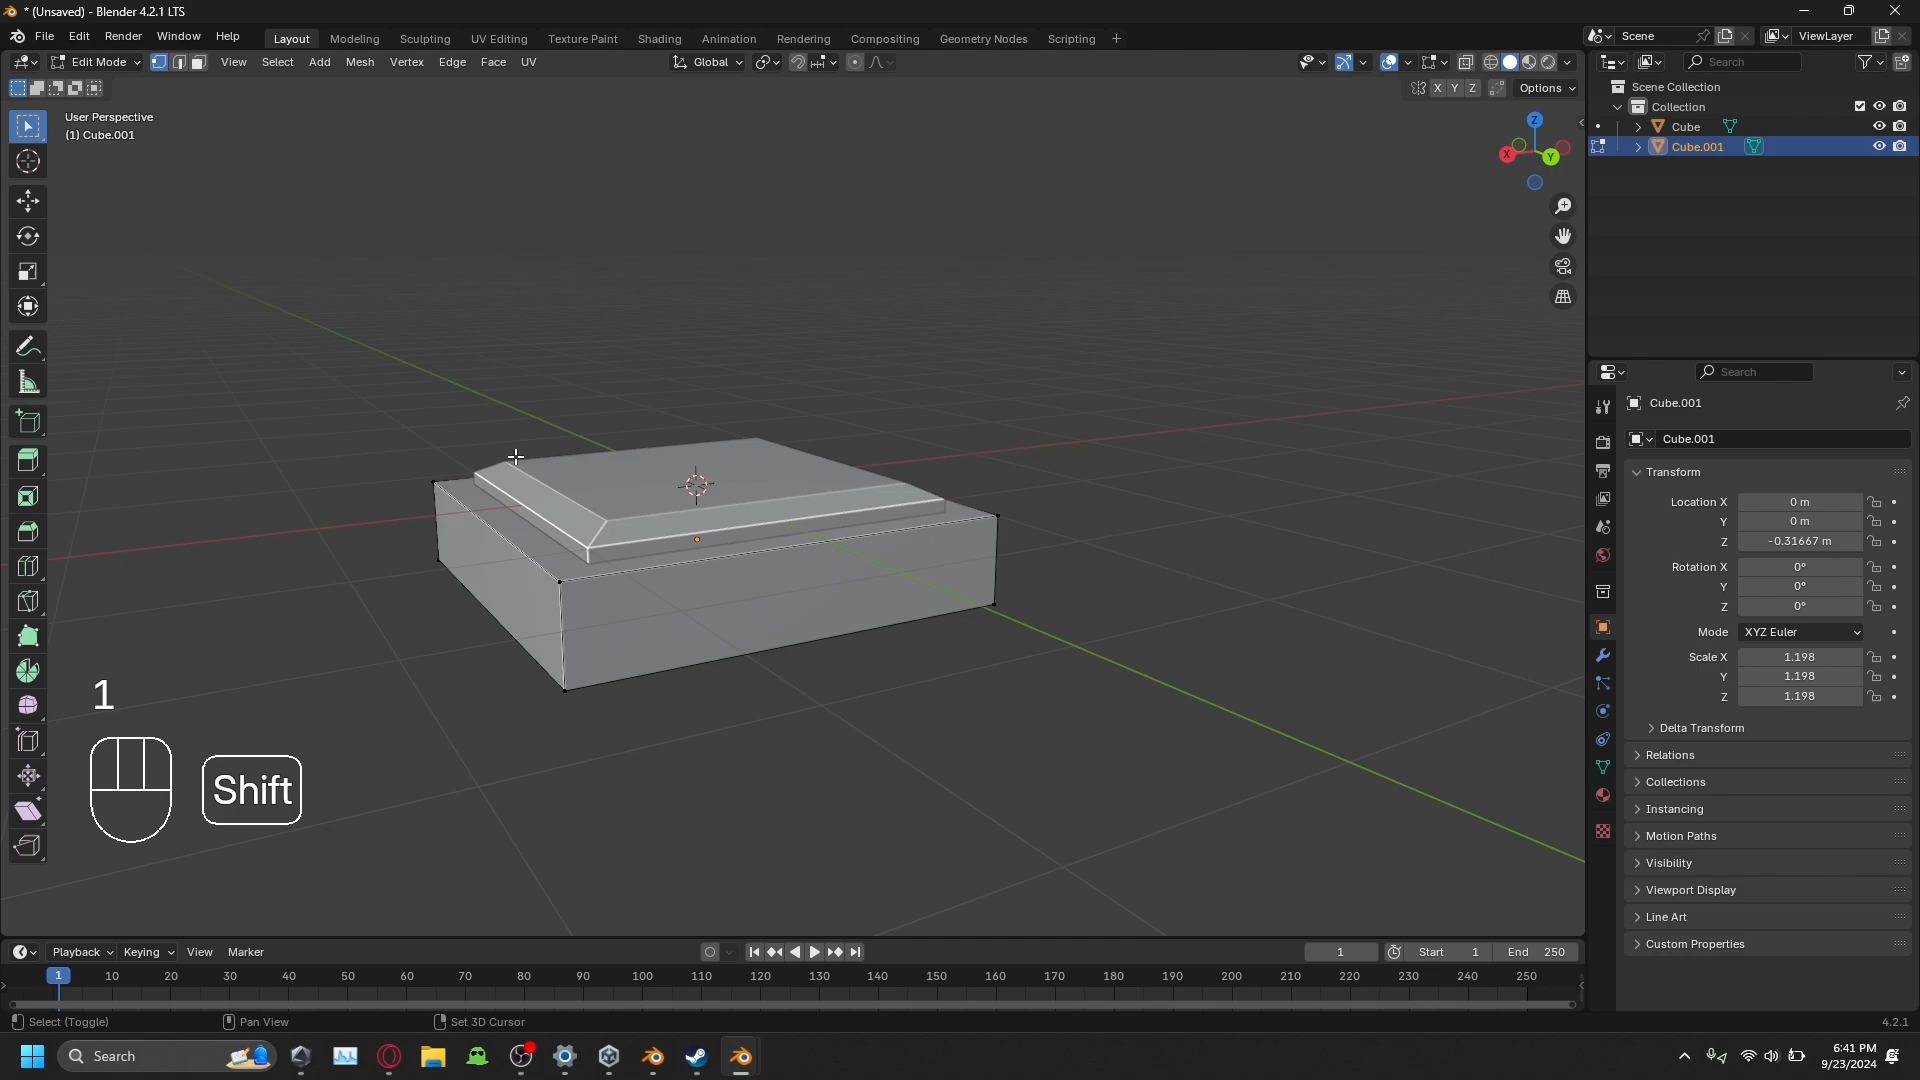 * (Unsaved) - Blender 4.2.1 LTS
File Edit Render Window Help
Layout Modeling Sculpting UV Editing Texture Paint Shading Animation Rendering Compositing Geometry Nodes Scripting +
Scene
ViewLayer
Edit Mode View Select Add Mesh Vertex Edge Face UV
Global
Search
X Y Z Options
User Perspective
(1) Cube.001
Z
X
Y
Scene Collection
Collection
Cube
Cube.001
Search
Cube.001
Cube.001
Transform
Location X 0 m
Y 0 m
Z -0.31667 m
Rotation X 0°
Y 0°
Z 0°
Mode XYZ Euler
Scale X 1.198
Y 1.198
Z 1.198
Delta Transform
Relations
Collections
Instancing
Motion Paths
Visibility
Viewport Display
Line Art
Custom Properties
1
Shift
Playback Keying View Marker
1 Start 1 End 250
1 10 20 30 40 50 60 70 80 90 100 110 120 130 140 150 160 170 180 190 200 210 220 230 240 250
Select (Toggle) Pan View Set 3D Cursor 4.2.1
Search
6:41 PM
9/23/2024